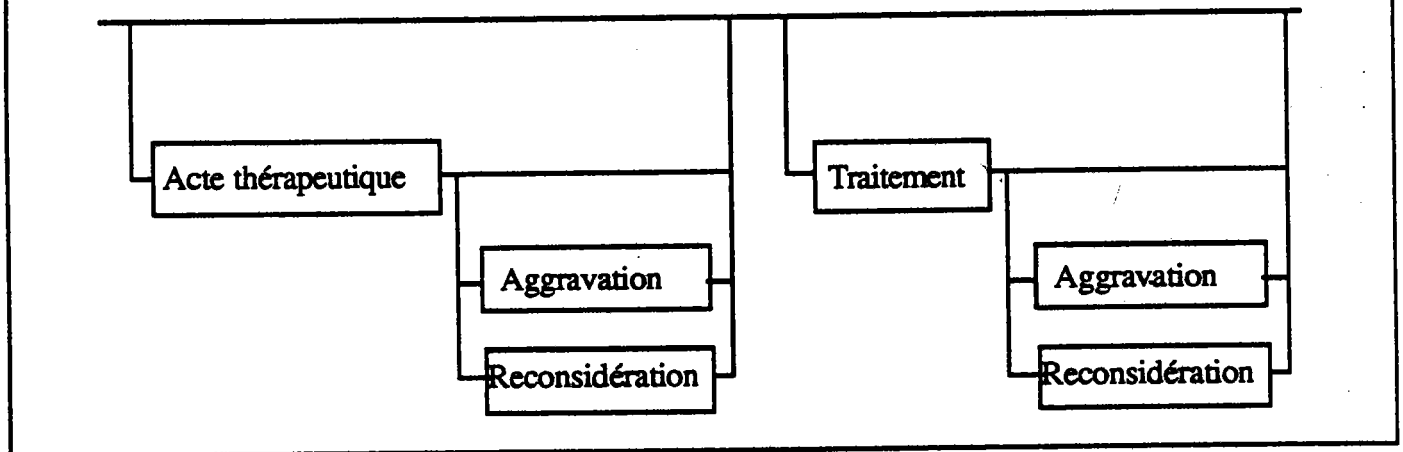 Acte thérapeutique
Traitement
Aggravation
Aggravation
Reconsidération
Reconsidération